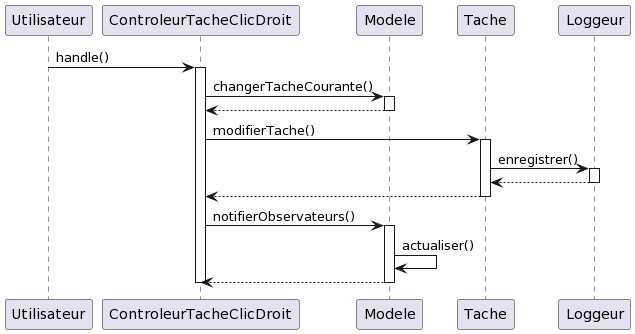 Utilisateur ControleurTacheClicDroit Modele Tache Loggeur
handle()
changerTacheCourante()
modifierTache()
enregistrer()
notifierObservateurs()
actualiser()
Utilisateur ControleurTacheClicDroit Modele Tache Loggeur